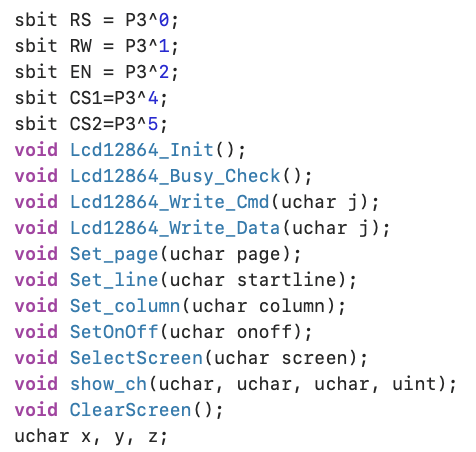 sbit RS = P3^0;
sbit RW = P3^1;
sbit EN = P3^2;
sbit CS1=P3^4;
sbit CS2=P3^5;
void Lcd12864_Init();
void Lcd12864_Busy_Check();
void Lcd12864_Write_Cmd(uchar j);
void Lcd12864_Write_Data(uchar j);
void Set_page(uchar page);
void Set_line(uchar startline);
void Set_column(uchar column);
void SetOnOff(uchar onoff);
void SelectScreen(uchar screen);
void show_ch(uchar, uchar, uchar, uint);
void ClearScreen();
uchar x, y, z;